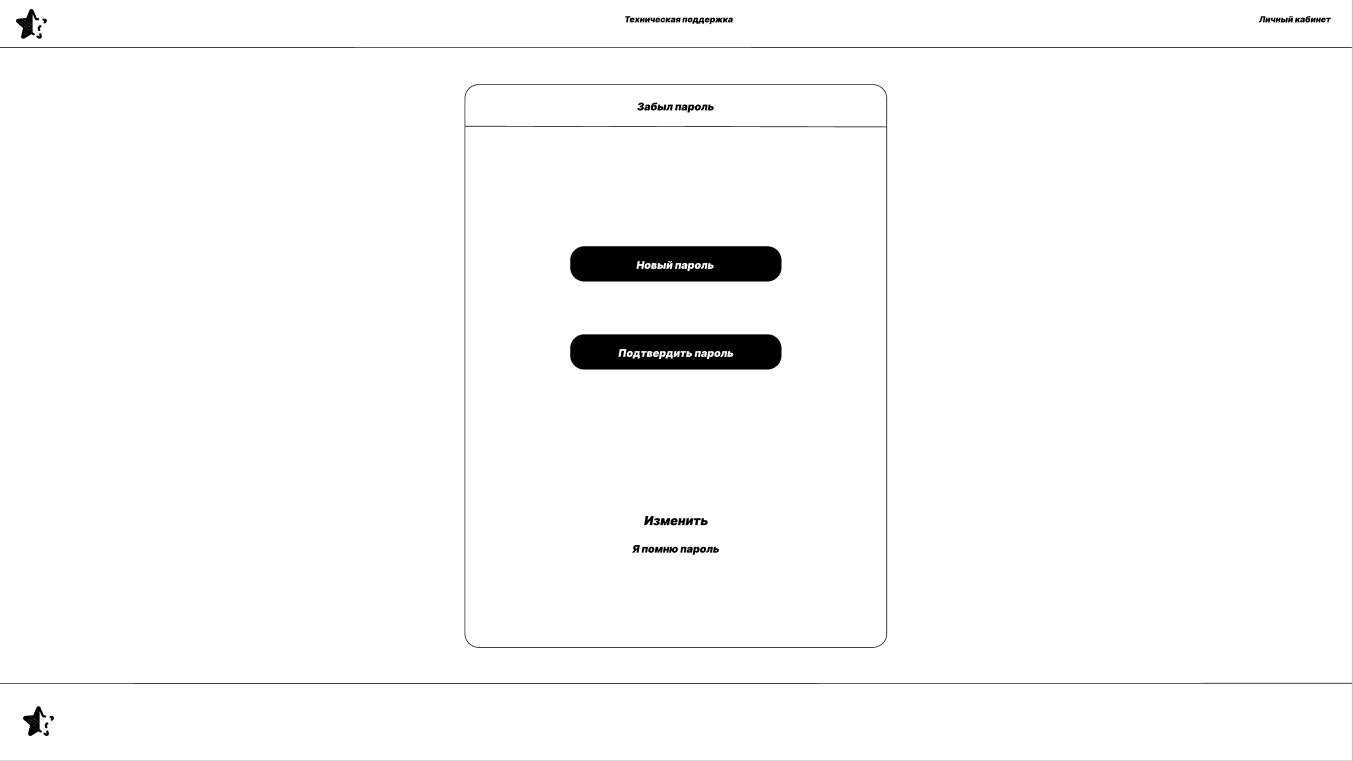 Техническая поддержка
Личный кабинет
Забыл пароль
Новый пароль
Подтвердить пароль
Изменить
Я помню пароль